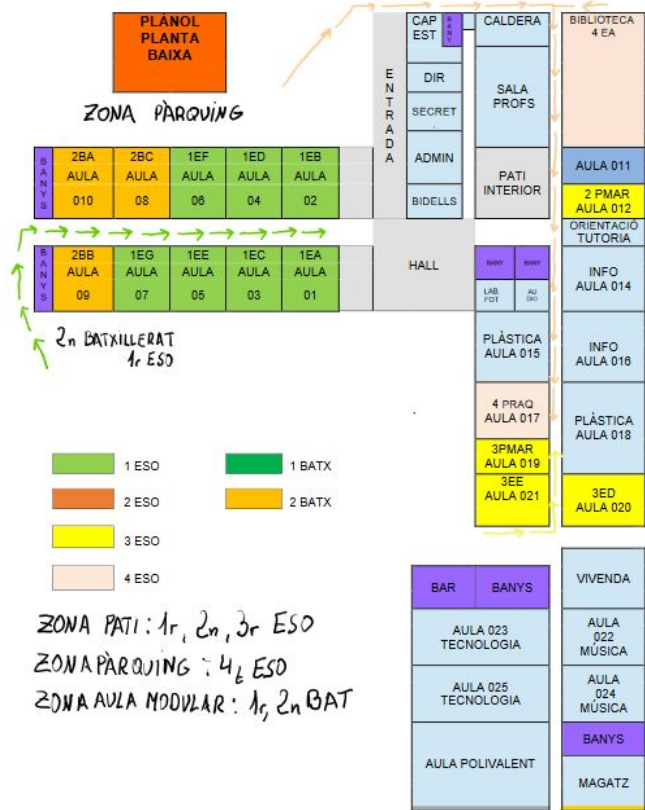 PLÀNOL
PLANTA
BAIXA
ZONA PÀRQUING
CAP
EST
BANY
CALDERA
BIBLIOTECA
4 EA
ENTRADA
DIR
SECRET
ADMIN
BIDELLS
SALA
PROFS
PATI
INTERIOR
AULA 011
2 PMAR
AULA 012
ORIENTACIÓ
TUTORIA
BANYS
2BA
AULA
010
2BC
AULA
08
1EF
AULA
06
1ED
AULA
04
1EB
AULA
02
BANYS
2BB
AULA
09
1EG
AULA
07
1EE
AULA
05
1EC
AULA
03
1EA
AULA
01
HALL
BANY
BANY
LAB.
FOT
AU
DIO
INFO
AULA 014
PLÀSTICA
AULA 015
INFO
AULA 016
4 PRAQ
AULA 017
PLÀSTICA
AULA 018
3PMAR
AULA 019
3EE
AULA 021
3ED
AULA 020
2n BATXILLERAT
1r ESO
1 ESO
1 BATX
2 ESO
2 BATX
3 ESO
4 ESO
ZONA PATI: 1r, 2n, 3r ESO
ZONA PÀRQUING: 4t ESO
ZONA AULA MODULAR: 1r, 2n BAT
BAR
BANYS
VIVENDA
AULA 023
TECNOLOGIA
AULA
022
MÚSICA
AULA 025
TECNOLOGIA
AULA
024
MÚSICA
AULA POLIVALENT
BANYS
MAGATZ